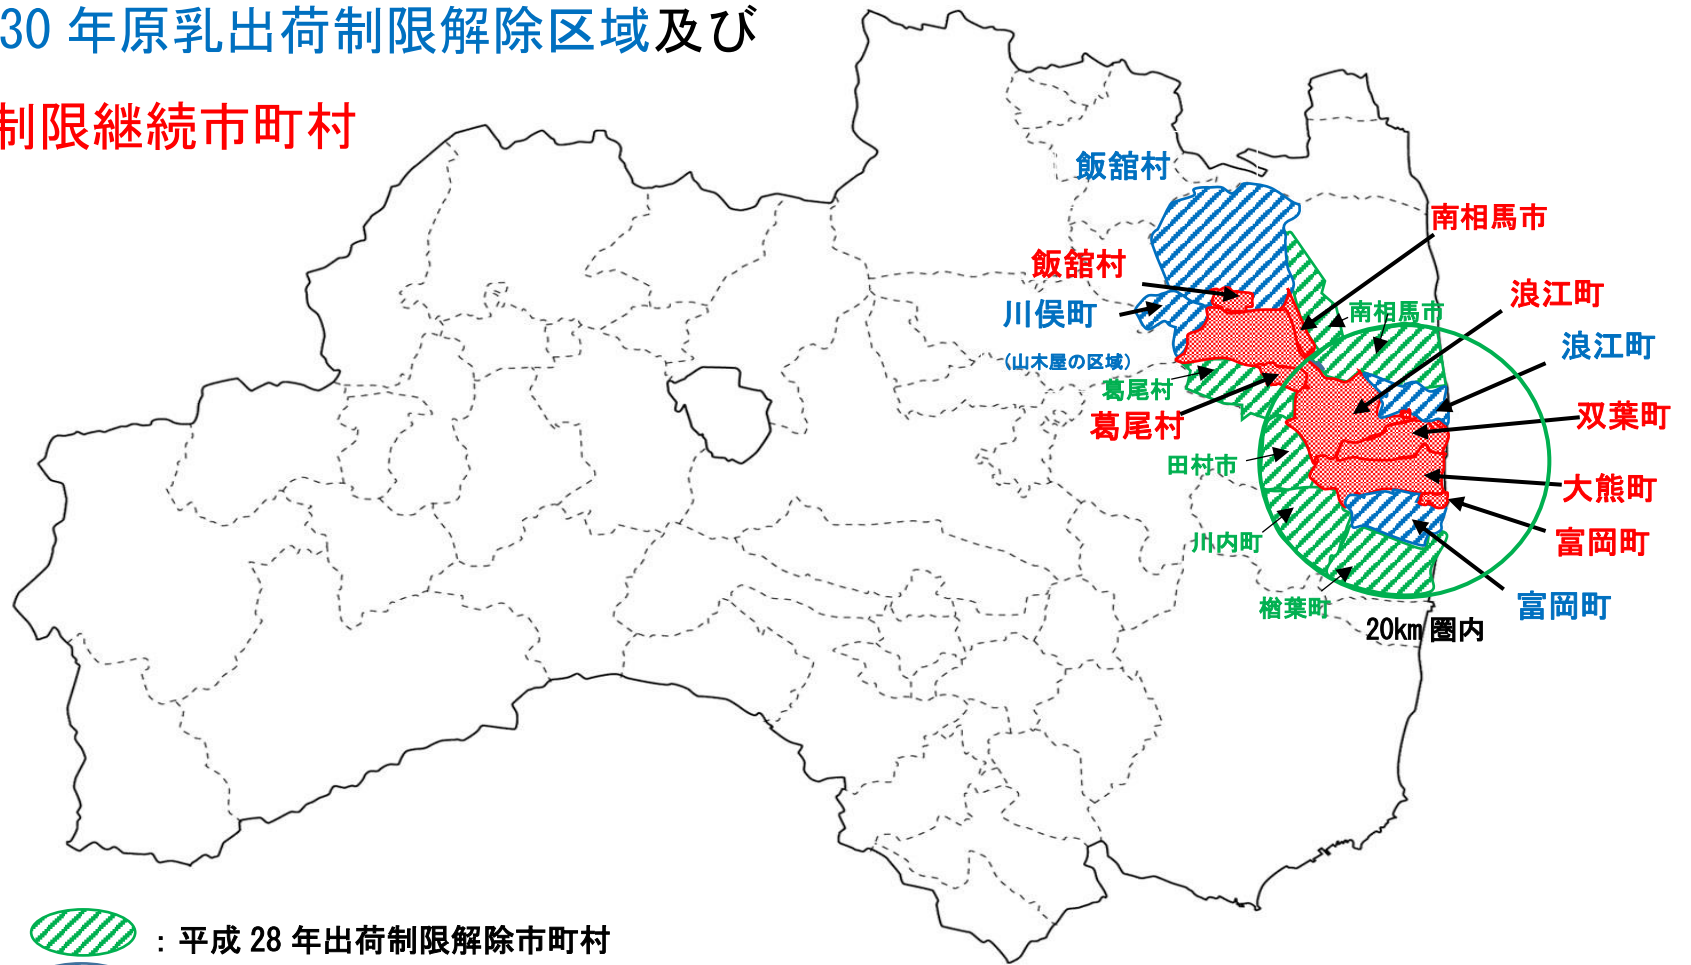 30 年原乳出荷制限解除区域及び
制限継続市町村
飯舘村
南相馬市
飯舘村
浪江町
川俣町
南相馬市
浪江町
(山木屋の区域)
葛尾村
双葉町
葛尾村
田村市
大熊町
川内町
富岡町
楢葉町
富岡町
20km 圏内
：平成 28 年出荷制限解除市町村